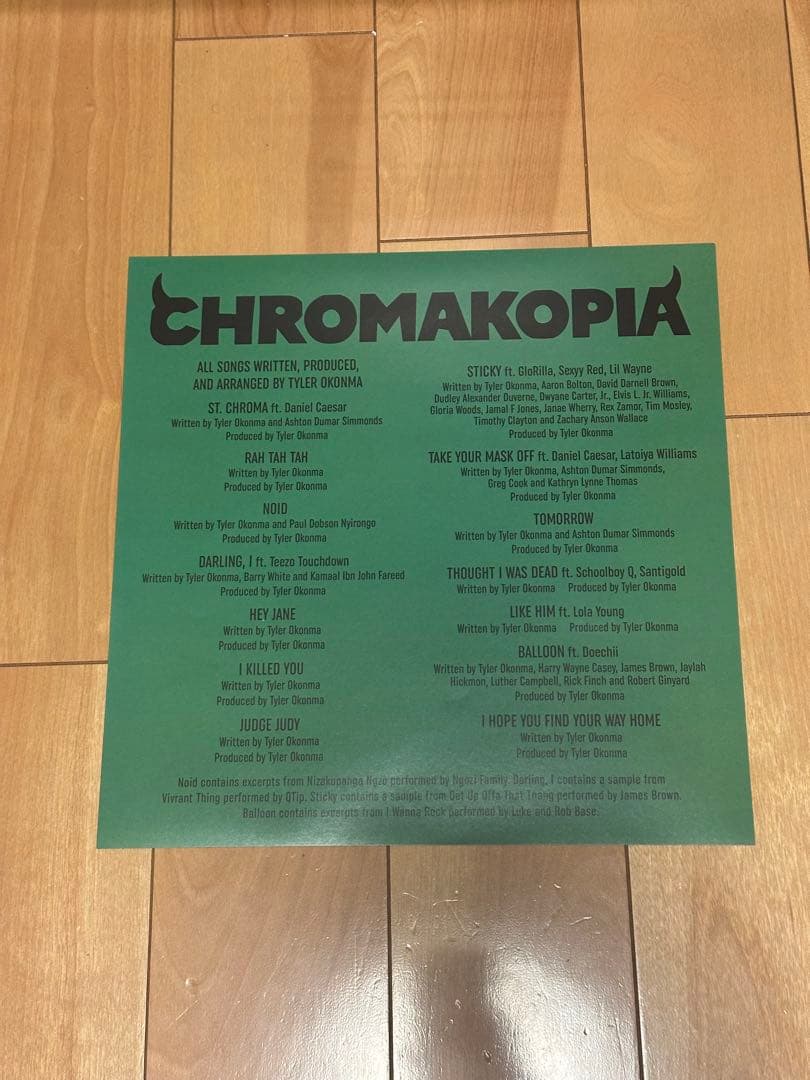 CHROMAKOPIA
ALL SONGS WRITTEN, PRODUCED,
AND ARRANGED BY TYLER OKONMA
ST. CHROMA ft. Daniel Caesar
Written by Tyler Okonma and Ashton Dumar Simmonds
Produced by Tyler Okonma
RAH TAH TAH
Written by Tyler Okonma
Produced by Tyler Okonma
NOID
Written by Tyler Okonma and Paul Dobson Nyirongo
Produced by Tyler Okonma
DARLING, I ft. Teezo Touchdown
Written by Tyler Okonma, Barry White and Kamaal Ibn John Fareed
Produced by Tyler Okonma
HEY JANE
Written by Tyler Okonma
Produced by Tyler Okonma
I KILLED YOU
Written by Tyler Okonma
Produced by Tyler Okonma
JUDGE JUDY
Written by Tyler Okonma
Produced by Tyler Okonma
STICKY ft. GloRilla, Sexyy Red, Lil Wayne
Written by Tyler Okonma, Aaron Bolton, David Darnell Brown,
Dudley Alexander Duverne, Dwyane Carter, Jr., Elvis L. Jr. Williams,
Gloria Woods, Jamal F Jones, Janae Wherry, Rex Zamor, Tim Mosley,
Timothy Clayton and Zachary Anson Wallace
Produced by Tyler Okonma
TAKE YOUR MASK OFF ft. Daniel Caesar, Latoiya Williams
Written by Tyler Okonma, Ashton Dumar Simmonds,
Greg Cook and Kathryn Lynne Thomas
Produced by Tyler Okonma
TOMORROW
Written by Tyler Okonma and Ashton Dumar Simmonds
Produced by Tyler Okonma
THOUGHT I WAS DEAD ft. Schoolboy Q, Santigold
Written by Tyler Okonma Produced by Tyler Okonma
LIKE HIM ft. Lola Young
Written by Tyler Okonma Produced by Tyler Okonma
BALLOON ft. Doechii
Written by Tyler Okonma, Harry Wayne Casey, James Brown, Jaylah
Hickmon, Luther Campbell, Rick Finch and Robert Ginyard
Produced by Tyler Okonma
I HOPE YOU FIND YOUR WAY HOME
Written by Tyler Okonma
Produced by Tyler Okonma
Noid contains excerpts from Nizakupanga Ngzo performed by Ngozi Family. Darling, I contains a sample from
Vivrant Thing performed by QTip. Sticky contains a sample from Get Up Offa That Thang performed by James Brown.
Balloon contains excerpts from I Wanna Rock performed by Luke and Rob Base.